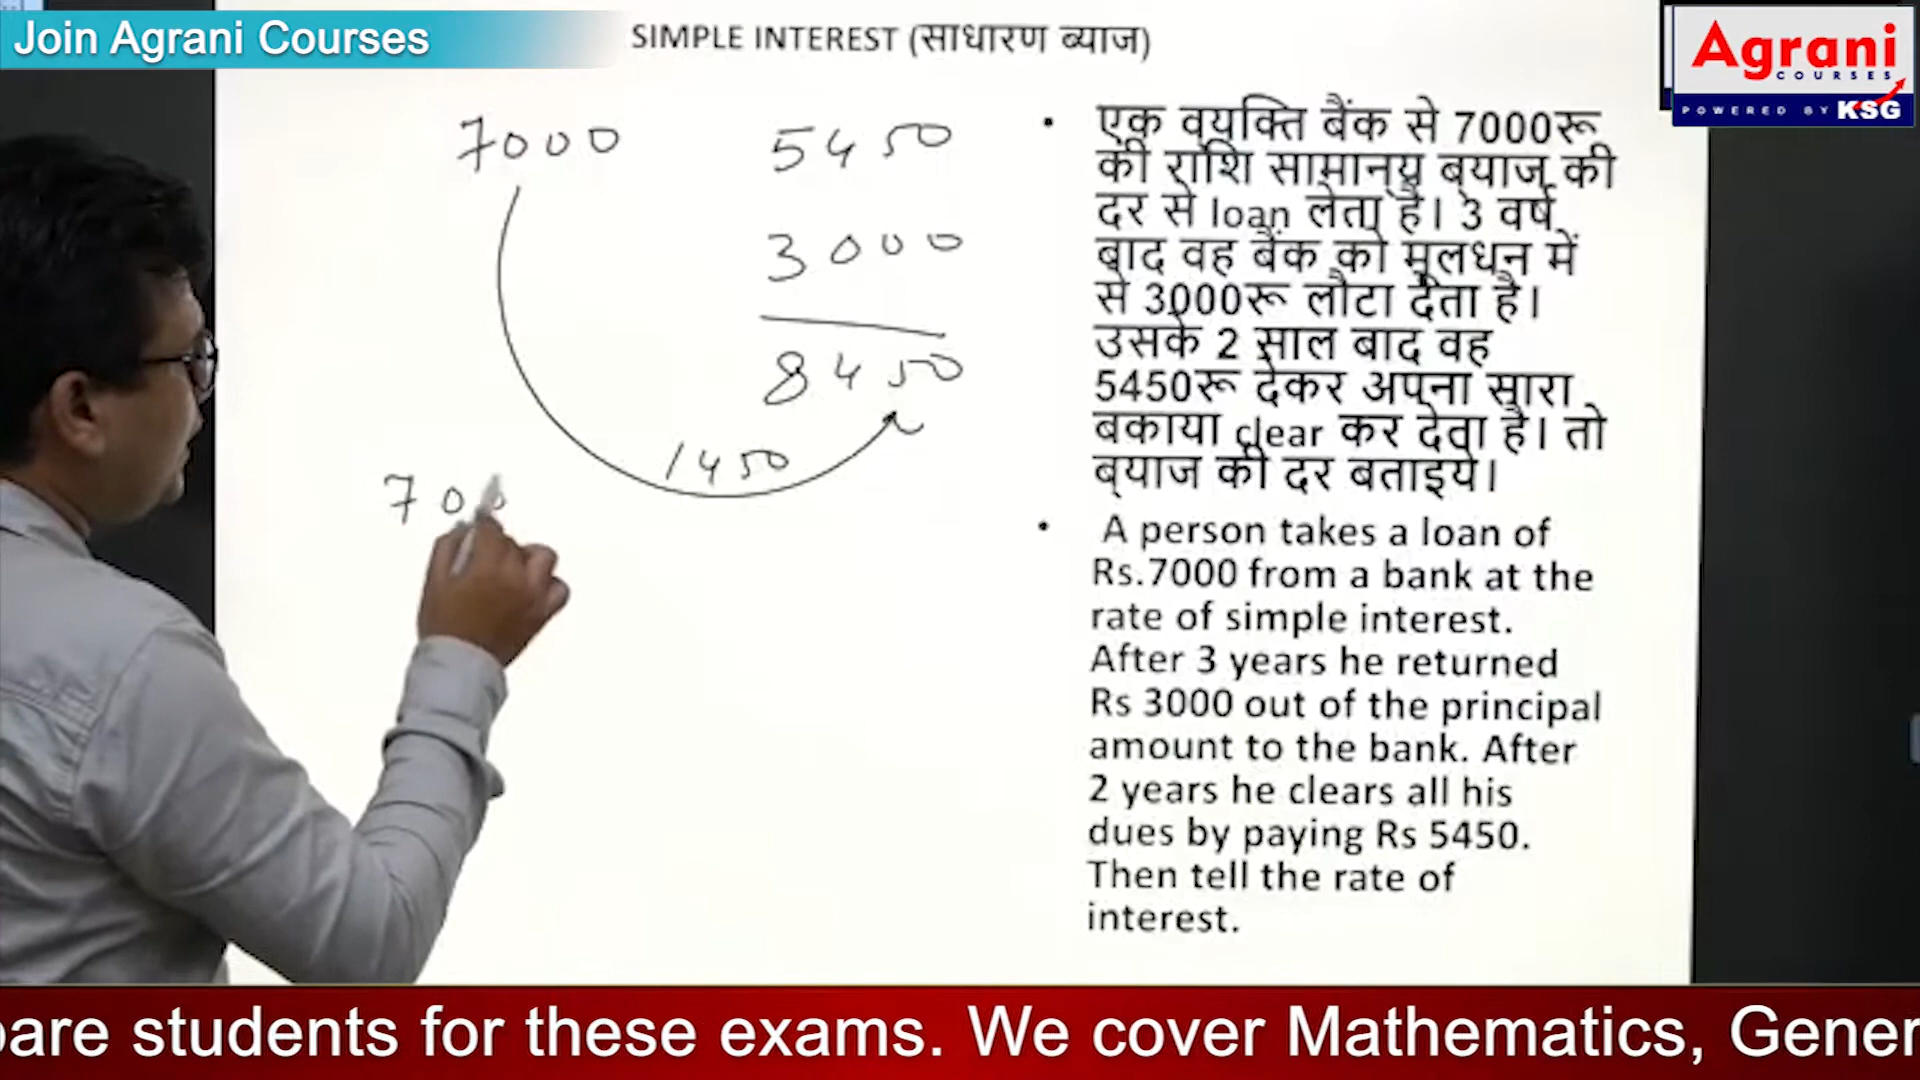 Join Agrani Courses
SIMPLE INTEREST (साधारण ब्याज)
Agrani
COURSES
POWERED BY KSG
7000
5450
3000
8450
1450
700
• एक व्यक्ति बैंक से 7000रू
की राशि सामान्य ब्याज की
दर से loan लेता है। 3 वर्ष
बाद वह बैंक को मूलधन में
से 3000रू लौटा देता है।
उसके 2 साल बाद वह
5450रू देकर अपना सारा
बकाया clear कर देता है। तो
ब्याज की दर बताइये।
• A person takes a loan of
Rs.7000 from a bank at the
rate of simple interest.
After 3 years he returned
Rs 3000 out of the principal
amount to the bank. After
2 years he clears all his
dues by paying Rs 5450.
Then tell the rate of
interest.
pare students for these exams. We cover Mathematics, Gener